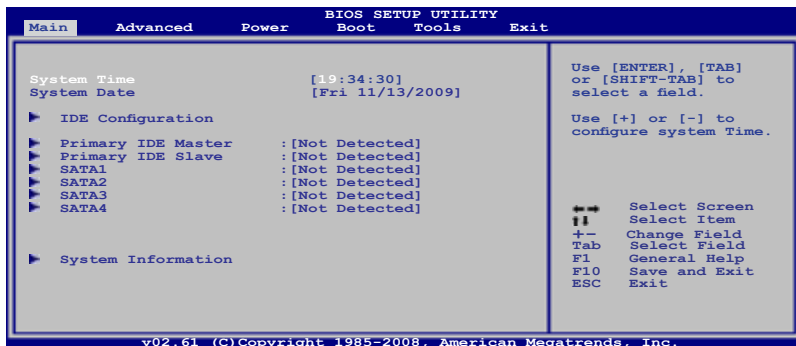 BIOS SETUP UTILITY
Main Advanced Power Boot Tools Exit
System Time [19:34:30]
System Date [Fri 11/13/2009]
IDE Configuration
Primary IDE Master :[Not Detected]
Primary IDE Slave :[Not Detected]
SATA1 :[Not Detected]
SATA2 :[Not Detected]
SATA3 :[Not Detected]
SATA4 :[Not Detected]
System Information
Use [ENTER], [TAB]
or [SHIFT-TAB] to
select a field.
Use [+] or [-] to
configure system Time.
←→ Select Screen
↑↓ Select Item
+- Change Field
Tab Select Field
F1 General Help
F10 Save and Exit
ESC Exit
v02.61 (C)Copyright 1985-2008, American Megatrends, Inc.